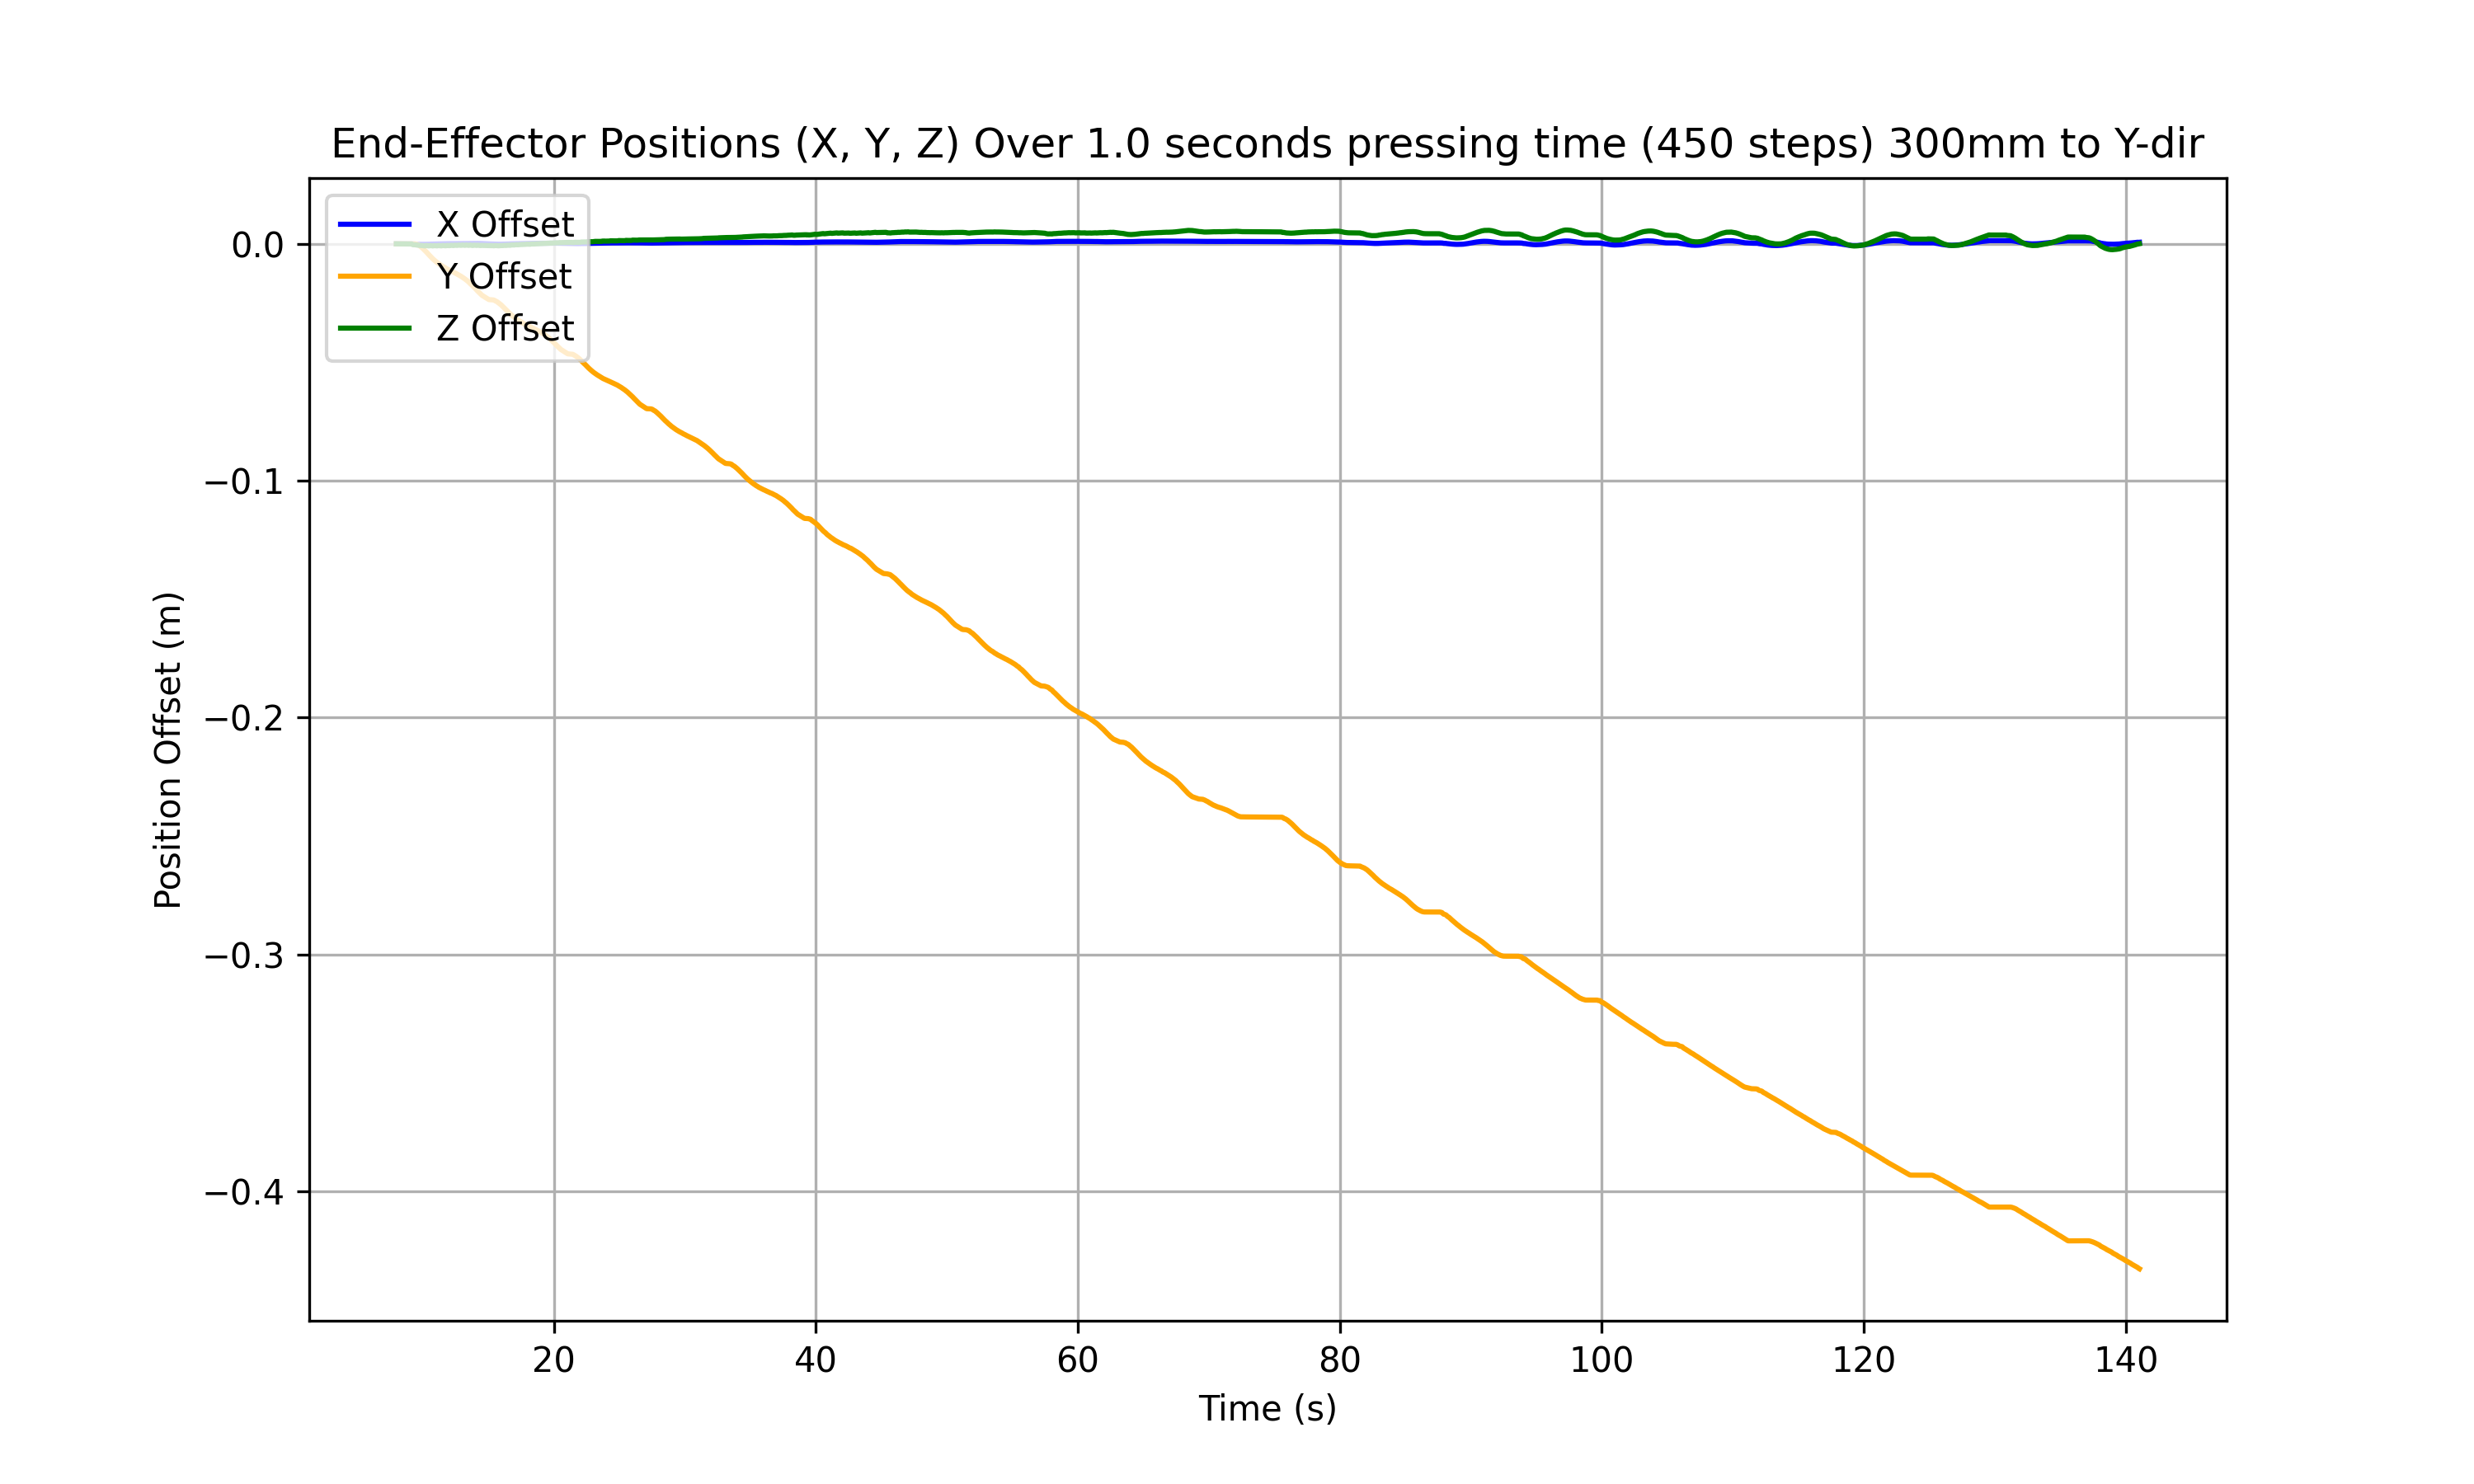 End-Effector Positions (X, Y, Z) Over 1.0 seconds pressing time (450 steps) 300mm to Y-dir
X Offset
Y Offset
Z Offset
0.0
−0.1
−0.2
−0.3
−0.4
Position Offset (m)
20 40 60 80 100 120 140
Time (s)